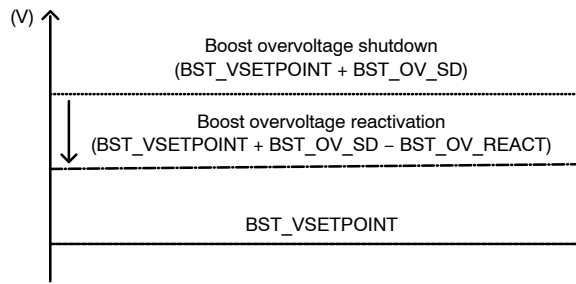 (V)
Boost overvoltage shutdown
(BST_VSETPOINT + BST_OV_SD)
Boost overvoltage reactivation
(BST_VSETPOINT + BST_OV_SD − BST_OV_REACT)
BST_VSETPOINT